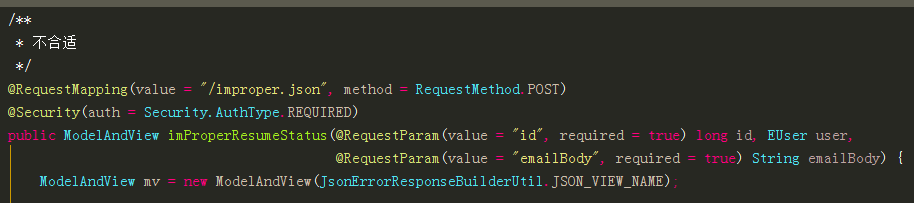 /**
* 不合适
*/
@RequestMapping(value = "/improper.json", method = RequestMethod.POST)
@Security(auth = Security.AuthType.REQUIRED)
public ModelAndView imProperResumeStatus(@RequestParam(value = "id", required = true) long id, EUser user,
@RequestParam(value = "emailBody", required = true) String emailBody) {
ModelAndView mv = new ModelAndView(JsonErrorResponseBuilderUtil.JSON_VIEW_NAME);